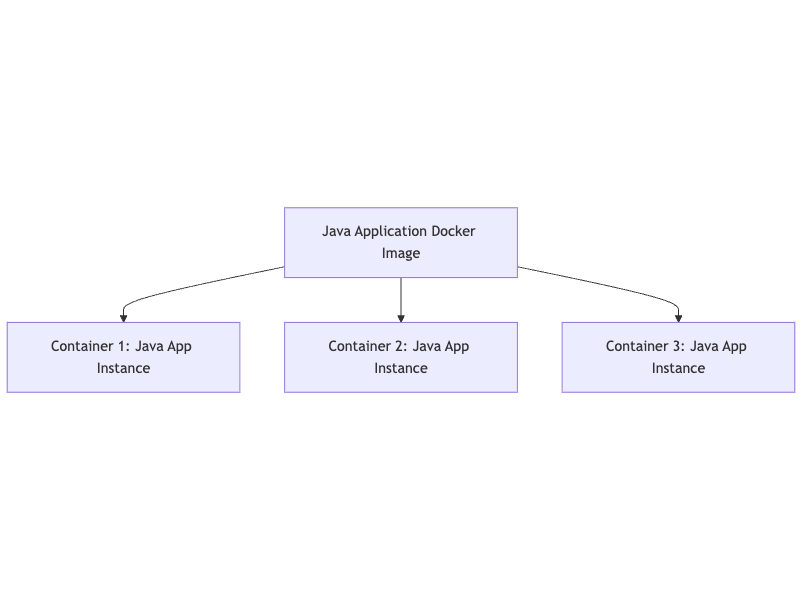 Java Application Docker
Image
Container 1: Java App
Instance
Container 2: Java App
Instance
Container 3: Java App
Instance